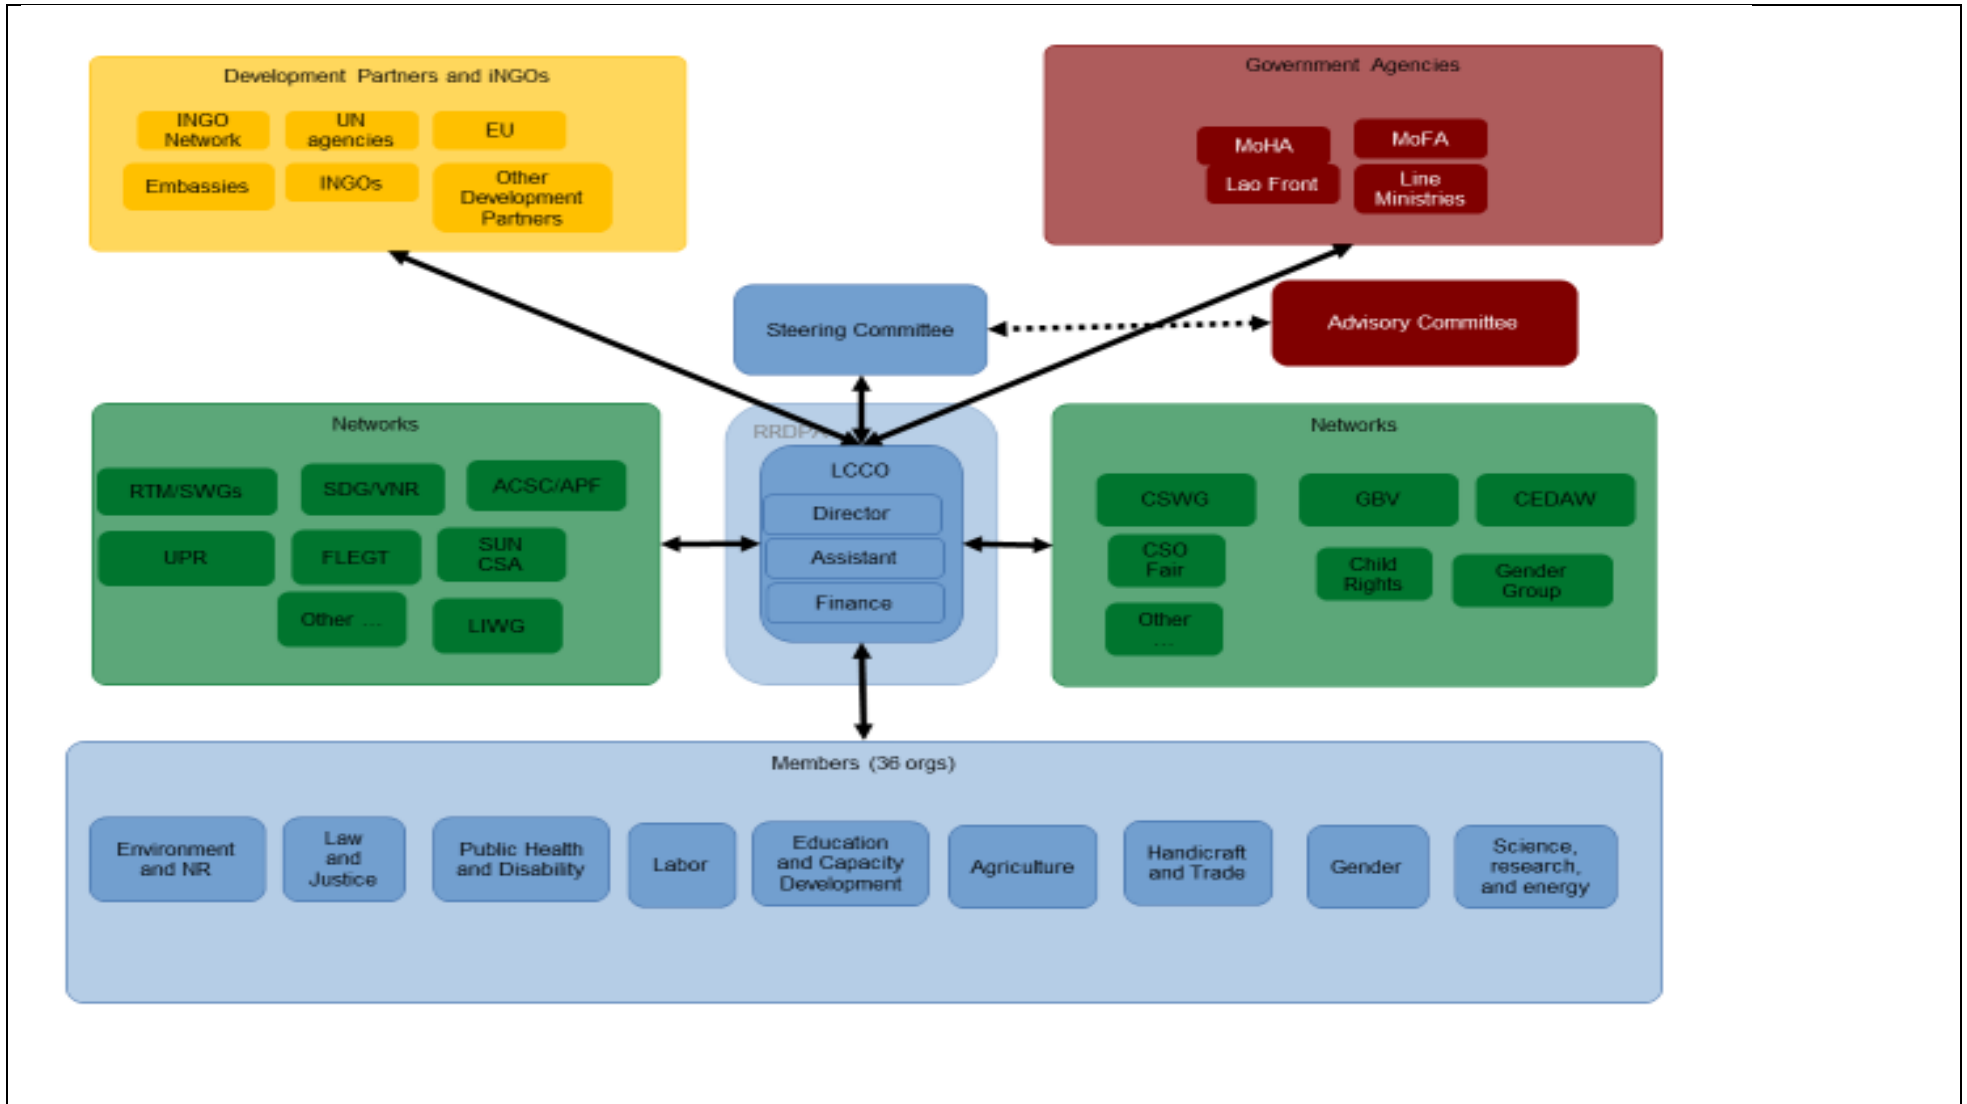 Development Partners and iNGOs
INGO
Network
UN
agencies
EU
Embassies
INGOs
Other
Development
Partners
Government Agencies
MoHA
MoFA
Lao Front
Line
Ministries
Steering Committee
Advisory Committee
Networks
RTM/SWGs
SDG/VNR
ACSC/APF
UPR
FLEGT
SUN
CSA
Other ...
LIWG
RRDPA
LCCO
Director
Assistant
Finance
Networks
CSWG
GBV
CEDAW
CSO
Fair
Child
Rights
Gender
Group
Other
...
Members (36 orgs)
Environment
and NR
Law
and
Justice
Public Health
and Disability
Labor
Education
and Capacity
Development
Agriculture
Handicraft
and Trade
Gender
Science,
research,
and energy